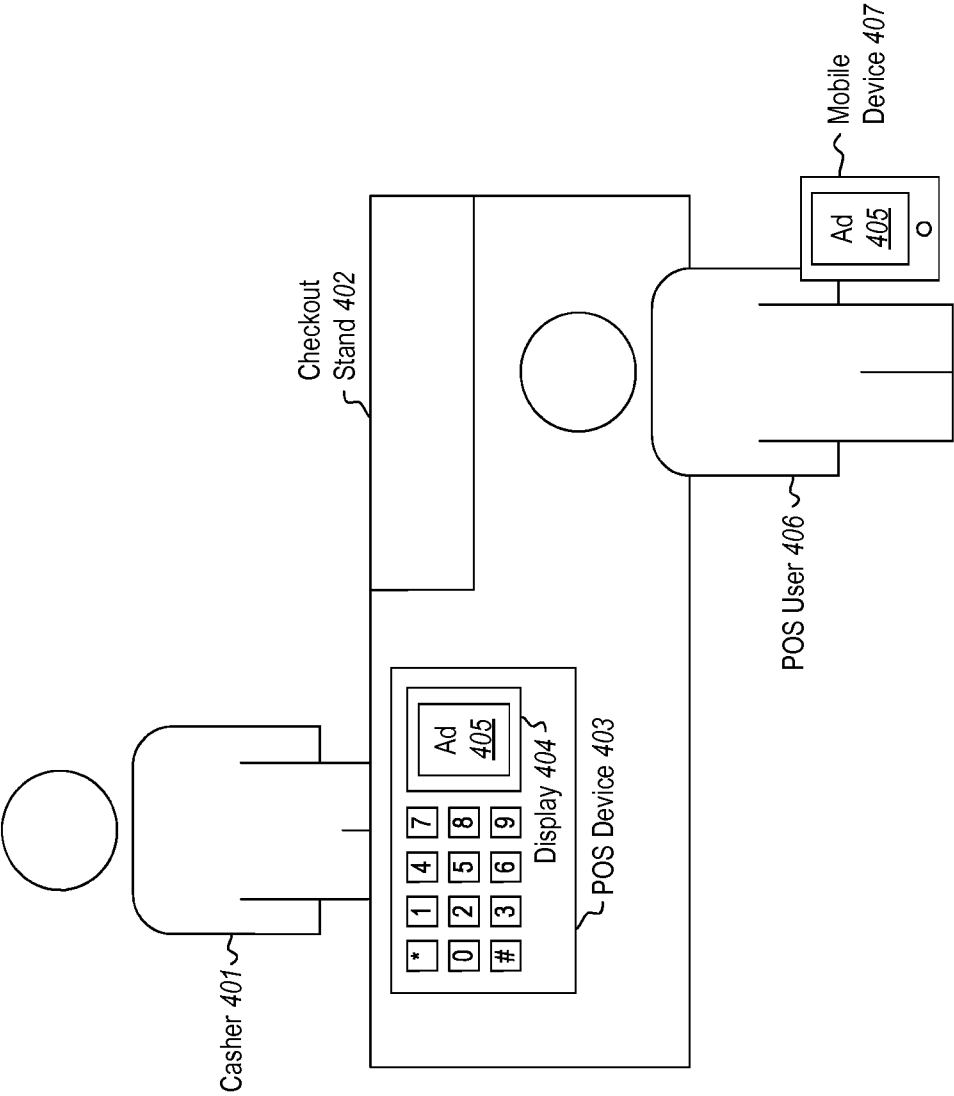 Casher 401
Checkout
Stand 402
* 1 4 7
0 2 5 8
# 3 6 9
Ad
405
Display 404
POS Device 403
POS User 406
Ad
405
Mobile
Device 407